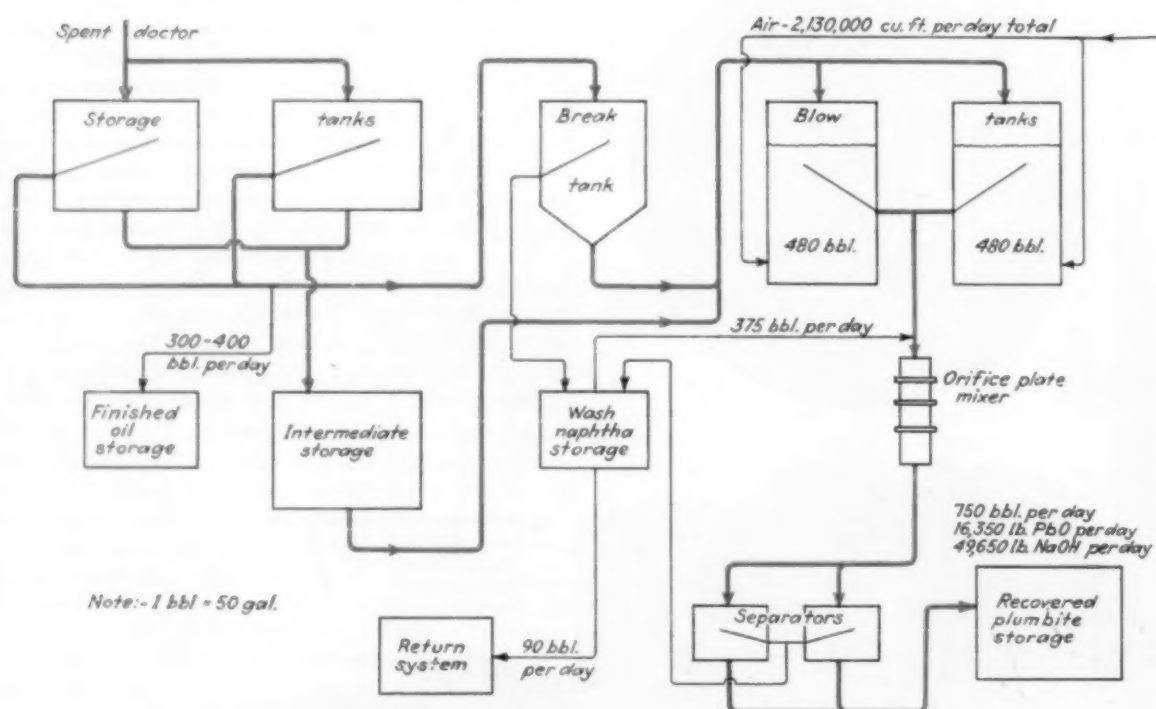 Spent doctor
Air-2,130,000 cu. ft. per day total
Storage tanks
Break
tank
Blow tanks
480 bbl.
480 bbl.
300-400
bbl. per day
375 bbl. per day
Orifice plate
mixer
Finished
oil
storage
Intermediate
storage
Wash
naphtha
storage
750 bbl. per day
16,350 lb. PbO per day
49,650 lb. NaOH per day
Note:- 1 bbl = 50 gal.
Return
system
90 bbl.
per day
Separators
Recovered
plumbite
storage